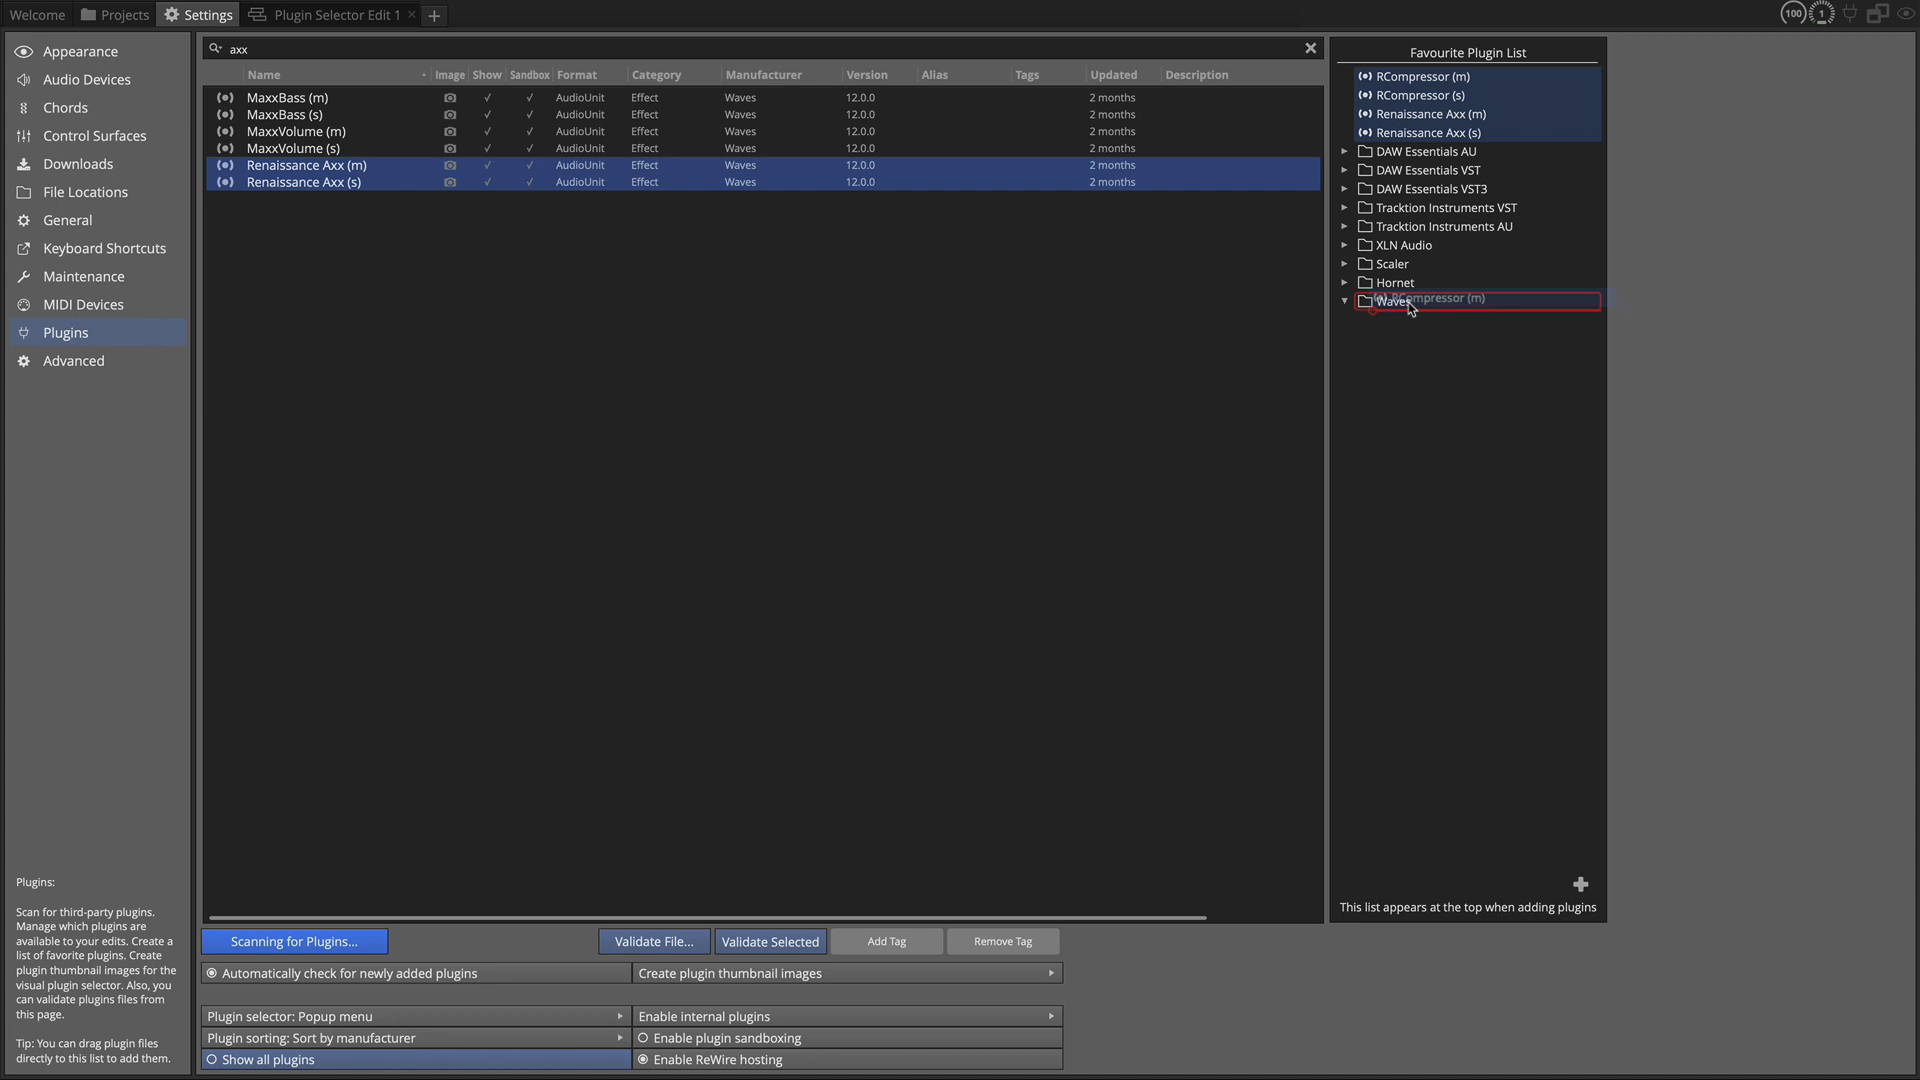 Welcome
Projects
Settings
Plugin Selector Edit 1
100
1
Appearance
Audio Devices
Chords
Control Surfaces
Downloads
File Locations
General
Keyboard Shortcuts
Maintenance
MIDI Devices
Plugins
Advanced
Plugins:
Scan for third-party plugins.
Manage which plugins are
available to your edits. Create a
list of favorite plugins. Create
plugin thumbnail images for the
visual plugin selector. Also, you
can validate plugins files from
this page.
Tip: You can drag plugin files
directly to this list to add them.
axx
Name Image Show Sandbox Format Category Manufacturer Version Alias Tags Updated Description
MaxxBass (m) AudioUnit Effect Waves 12.0.0 2 months
MaxxBass (s) AudioUnit Effect Waves 12.0.0 2 months
MaxxVolume (m) AudioUnit Effect Waves 12.0.0 2 months
MaxxVolume (s) AudioUnit Effect Waves 12.0.0 2 months
Renaissance Axx (m) AudioUnit Effect Waves 12.0.0 2 months
Renaissance Axx (s) AudioUnit Effect Waves 12.0.0 2 months
Scanning for Plugins...
Validate File...
Validate Selected
Add Tag
Remove Tag
Automatically check for newly added plugins
Create plugin thumbnail images
Plugin selector: Popup menu
Enable internal plugins
Plugin sorting: Sort by manufacturer
Enable plugin sandboxing
Show all plugins
Enable ReWire hosting
Favourite Plugin List
RCompressor (m)
RCompressor (s)
Renaissance Axx (m)
Renaissance Axx (s)
DAW Essentials AU
DAW Essentials VST
DAW Essentials VST3
Tracktion Instruments VST
Tracktion Instruments AU
XLN Audio
Scaler
Hornet
Waves
RCompressor (m)
This list appears at the top when adding plugins